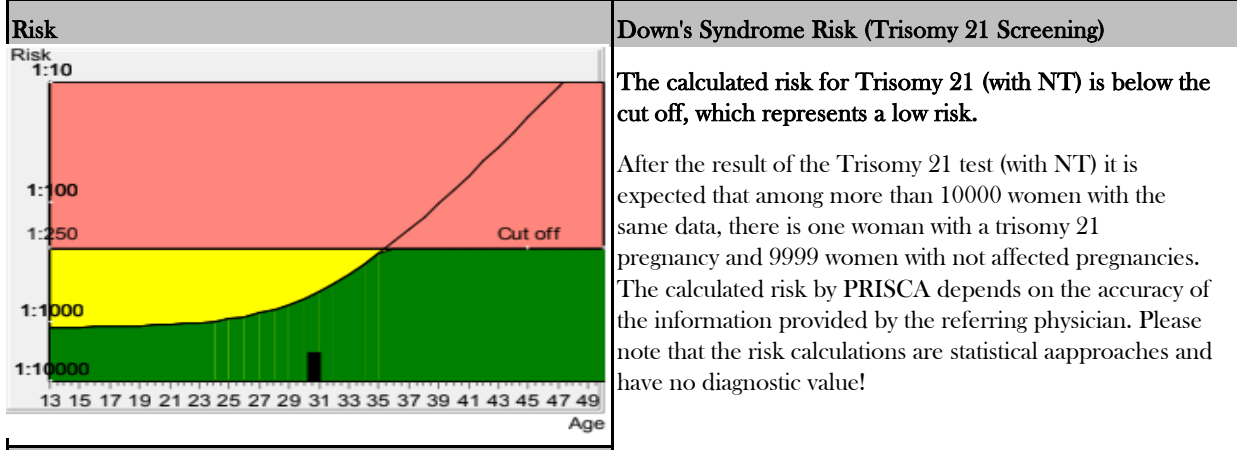 Risk
Risk
1:10
1:100
1:250
Cut off
1:1000
1:10000
13 15 17 19 21 23 25 27 29 31 33 35 37 39 41 43 45 47 49
Age
Down's Syndrome Risk (Trisomy 21 Screening)
The calculated risk for Trisomy 21 (with NT) is below the
cut off, which represents a low risk.
After the result of the Trisomy 21 test (with NT) it is
expected that among more than 10000 women with the
same data, there is one woman with a trisomy 21
pregnancy and 9999 women with not affected pregnancies.
The calculated risk by PRISCA depends on the accuracy of
the information provided by the referring physician. Please
note that the risk calculations are statistical aapproaches and
have no diagnostic value!